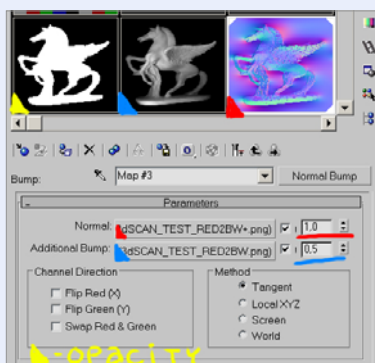 Bump:
Map #3
Normal Bump
Parameters
Normal: dSCAN_TEST_RED2BW*.png) 1,0
Additional Bump: 3dSCAN_TEST_RED2BW.png) 0,5
Channel Direction
Flip Red (X)
Flip Green (Y)
Swap Red & Green
Method
Tangent
Local XYZ
Screen
World
-OPACITY